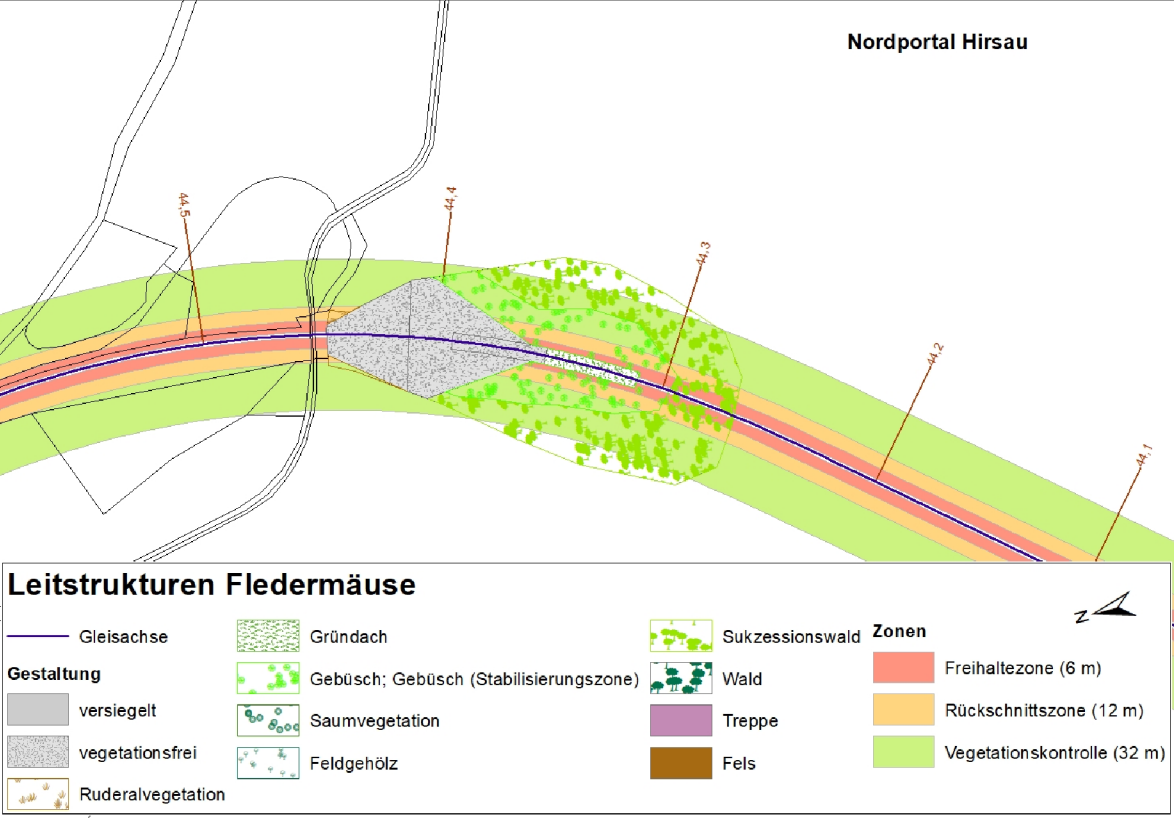 Nordportal Hirsau
44,5
44,4
44,3
44,2
44,1
Leitstrukturen Fledermäuse
Gleisachse
Gestaltung
versiegelt
vegetationsfrei
Ruderalvegetation
Gründach
Gebüsch; Gebüsch (Stabilisierungszone)
Saumvegetation
Feldgehölz
Sukzessionswald
Wald
Treppe
Fels
Zonen
Freihaltezone (6 m)
Rückschnittszone (12 m)
Vegetationskontrolle (32 m)
N